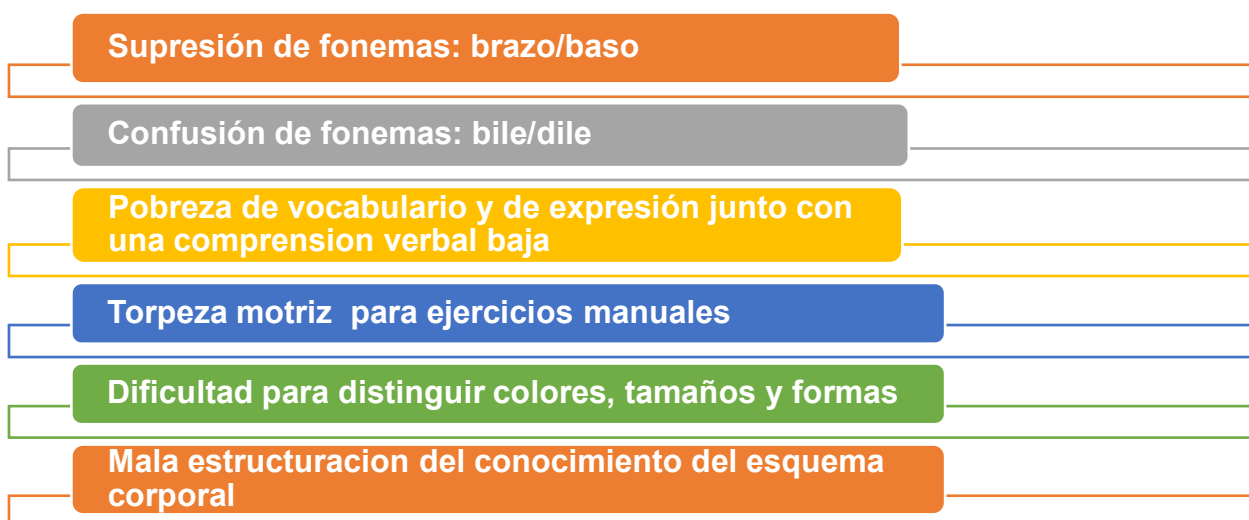 Supresión de fonemas: brazo/baso
Confusión de fonemas: bile/dile
Pobreza de vocabulario y de expresión junto con
una comprension verbal baja
Torpeza motriz  para ejercicios manuales
Dificultad para distinguir colores, tamaños y formas
Mala estructuracion del conocimiento del esquema
corporal